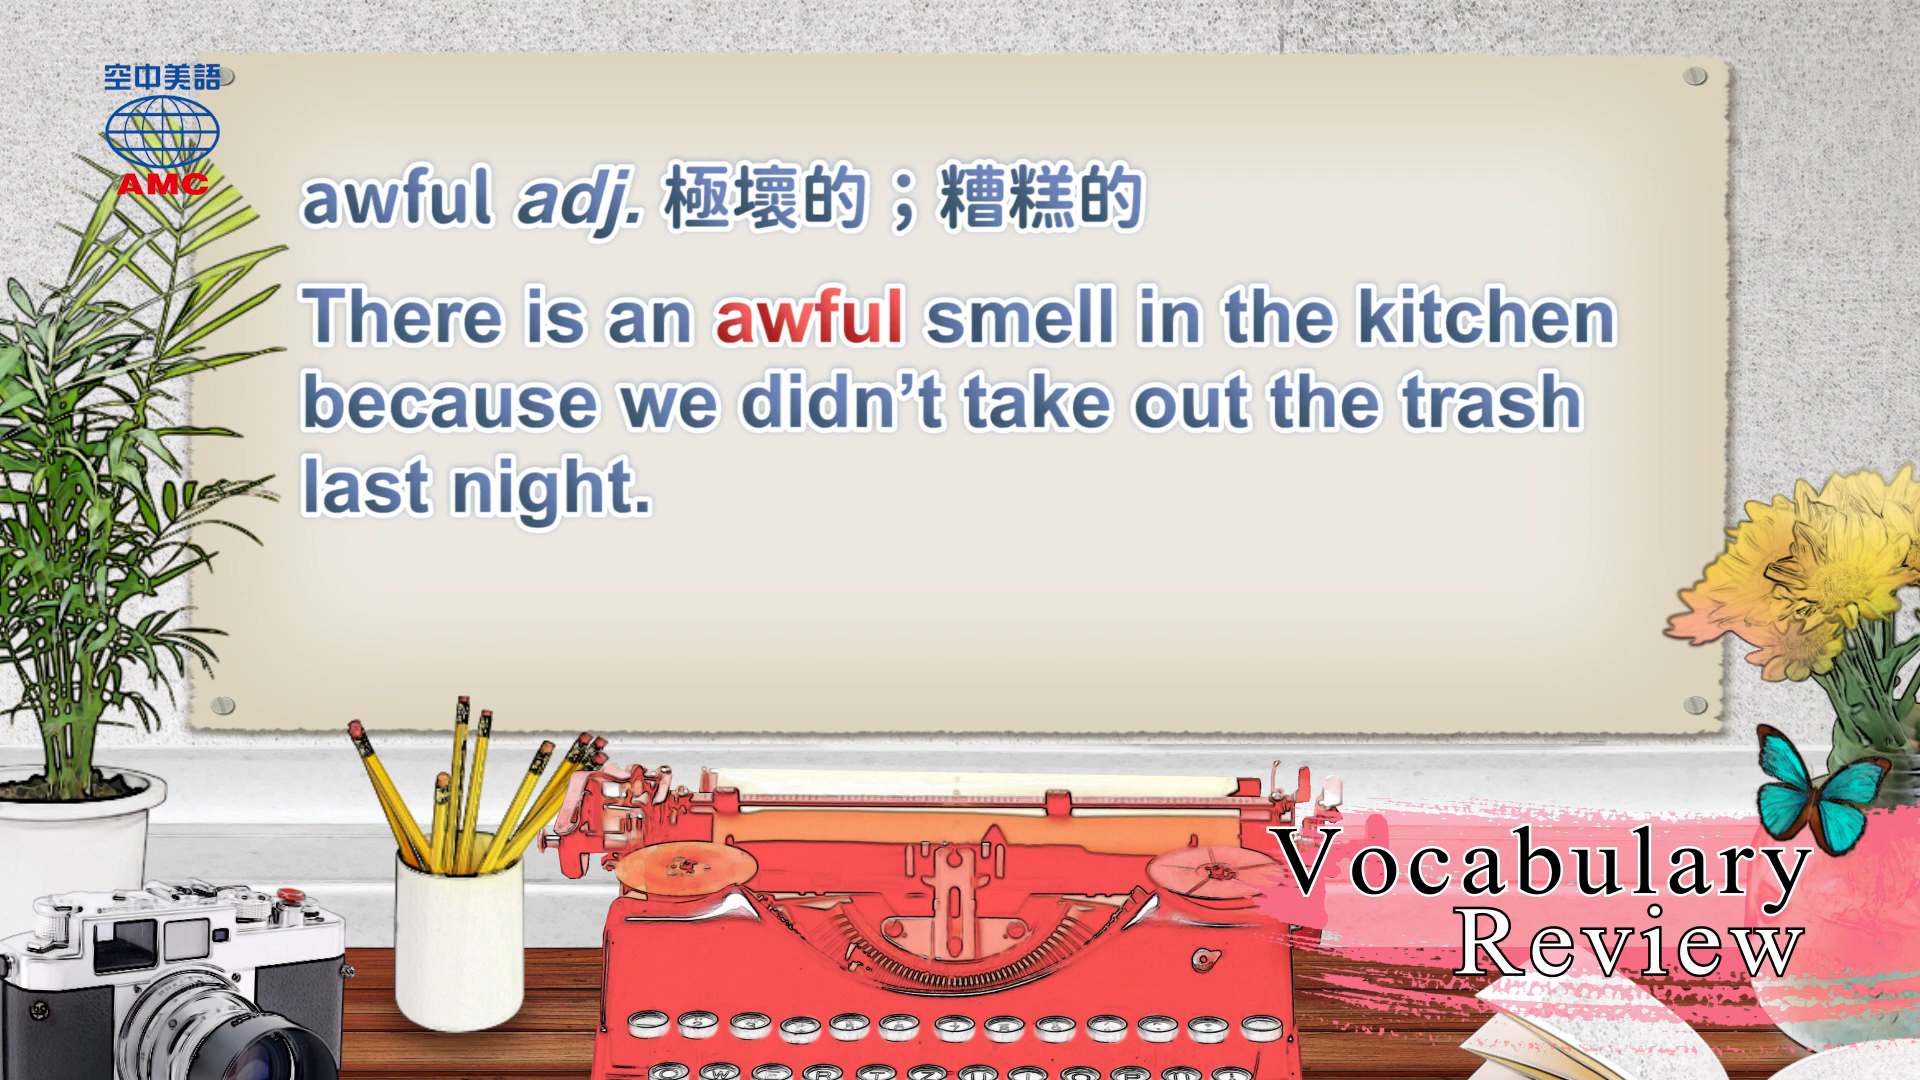 空中美語
AMC
awful adj. 極壞的；糟糕的
There is an awful smell in the kitchen
because we didn’t take out the trash
last night.
Vocabulary
Review